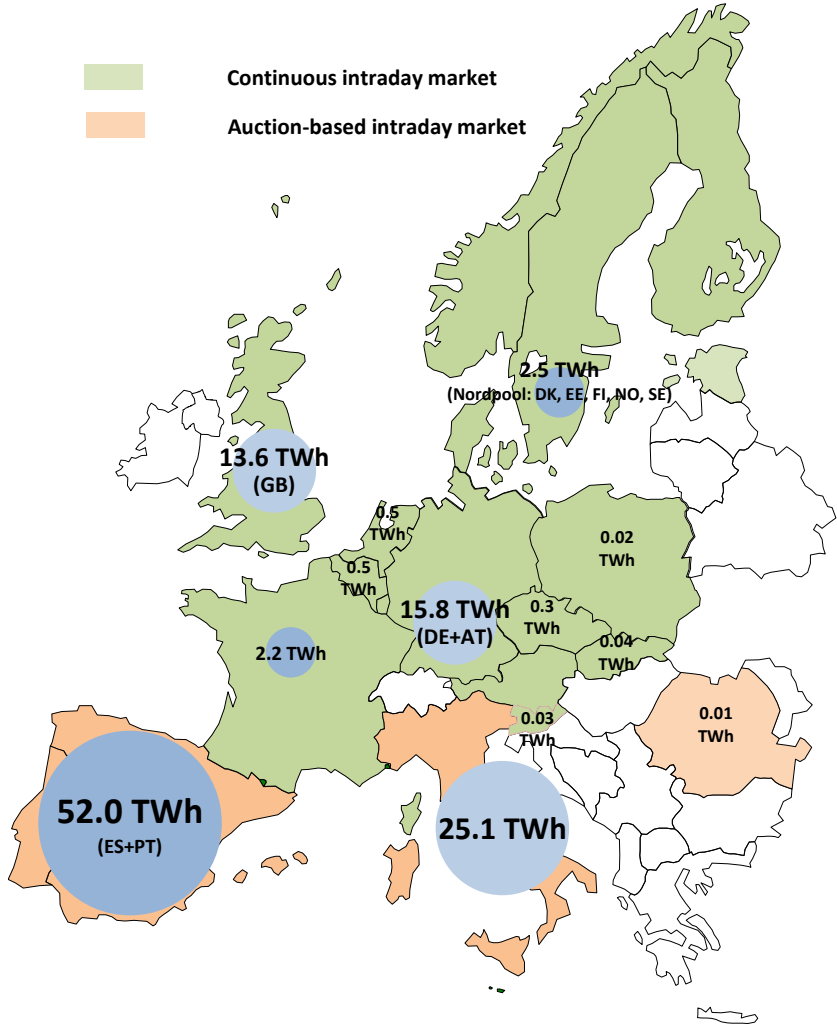 Continuous intraday market
Auction-based intraday market
2.5 TWh
(Nordpool: DK, EE, FI, NO, SE)
13.6 TWh
(GB)
0.5
TWh
0.02
TWh
0.5
TWh
15.8 TWh
(DE+AT)
0.3
TWh
0.04
TWh
2.2 TWh
0.03
TWh
0.01
TWh
52.0 TWh
(ES+PT)
25.1 TWh